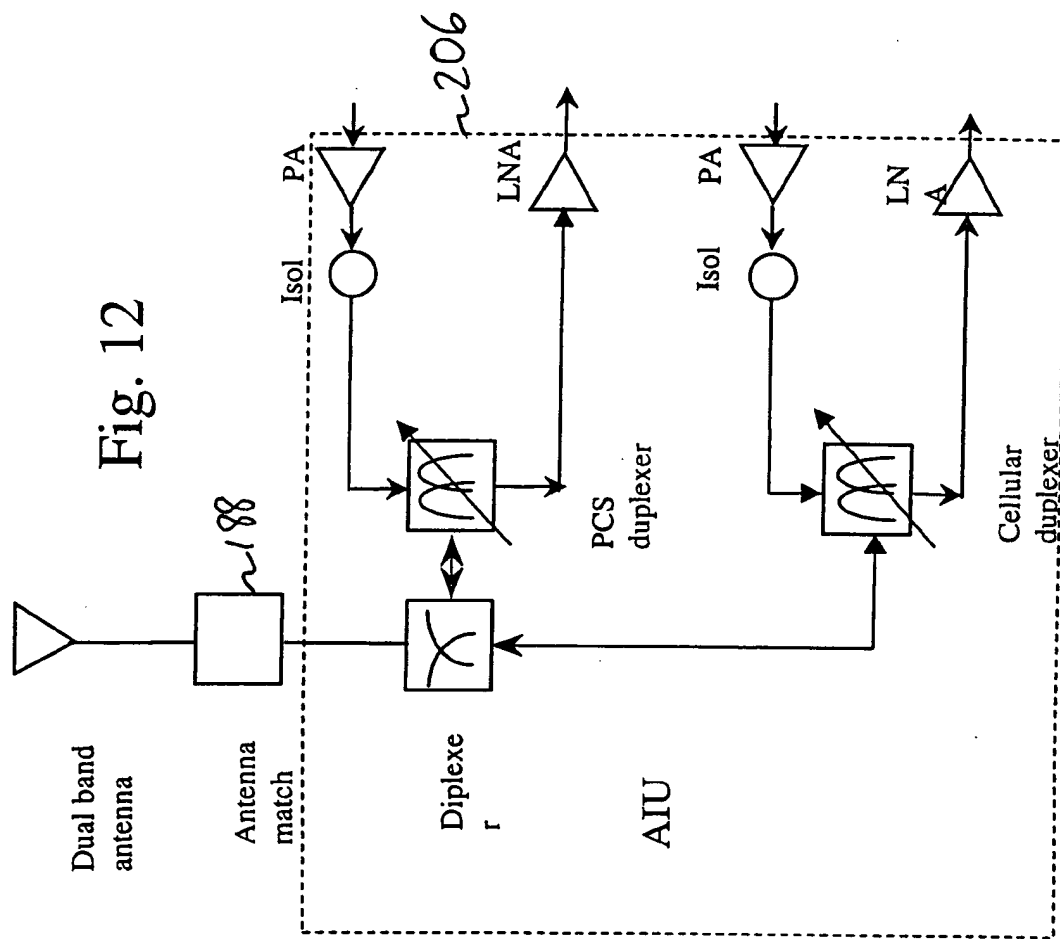 Fig. 12
Dual band
antenna
Antenna
match
~188
Diplexe
r
AIU
PCS
duplexer
Isol
PA
LNA
~206
Cellular
duplexer
Isol
PA
LN
A